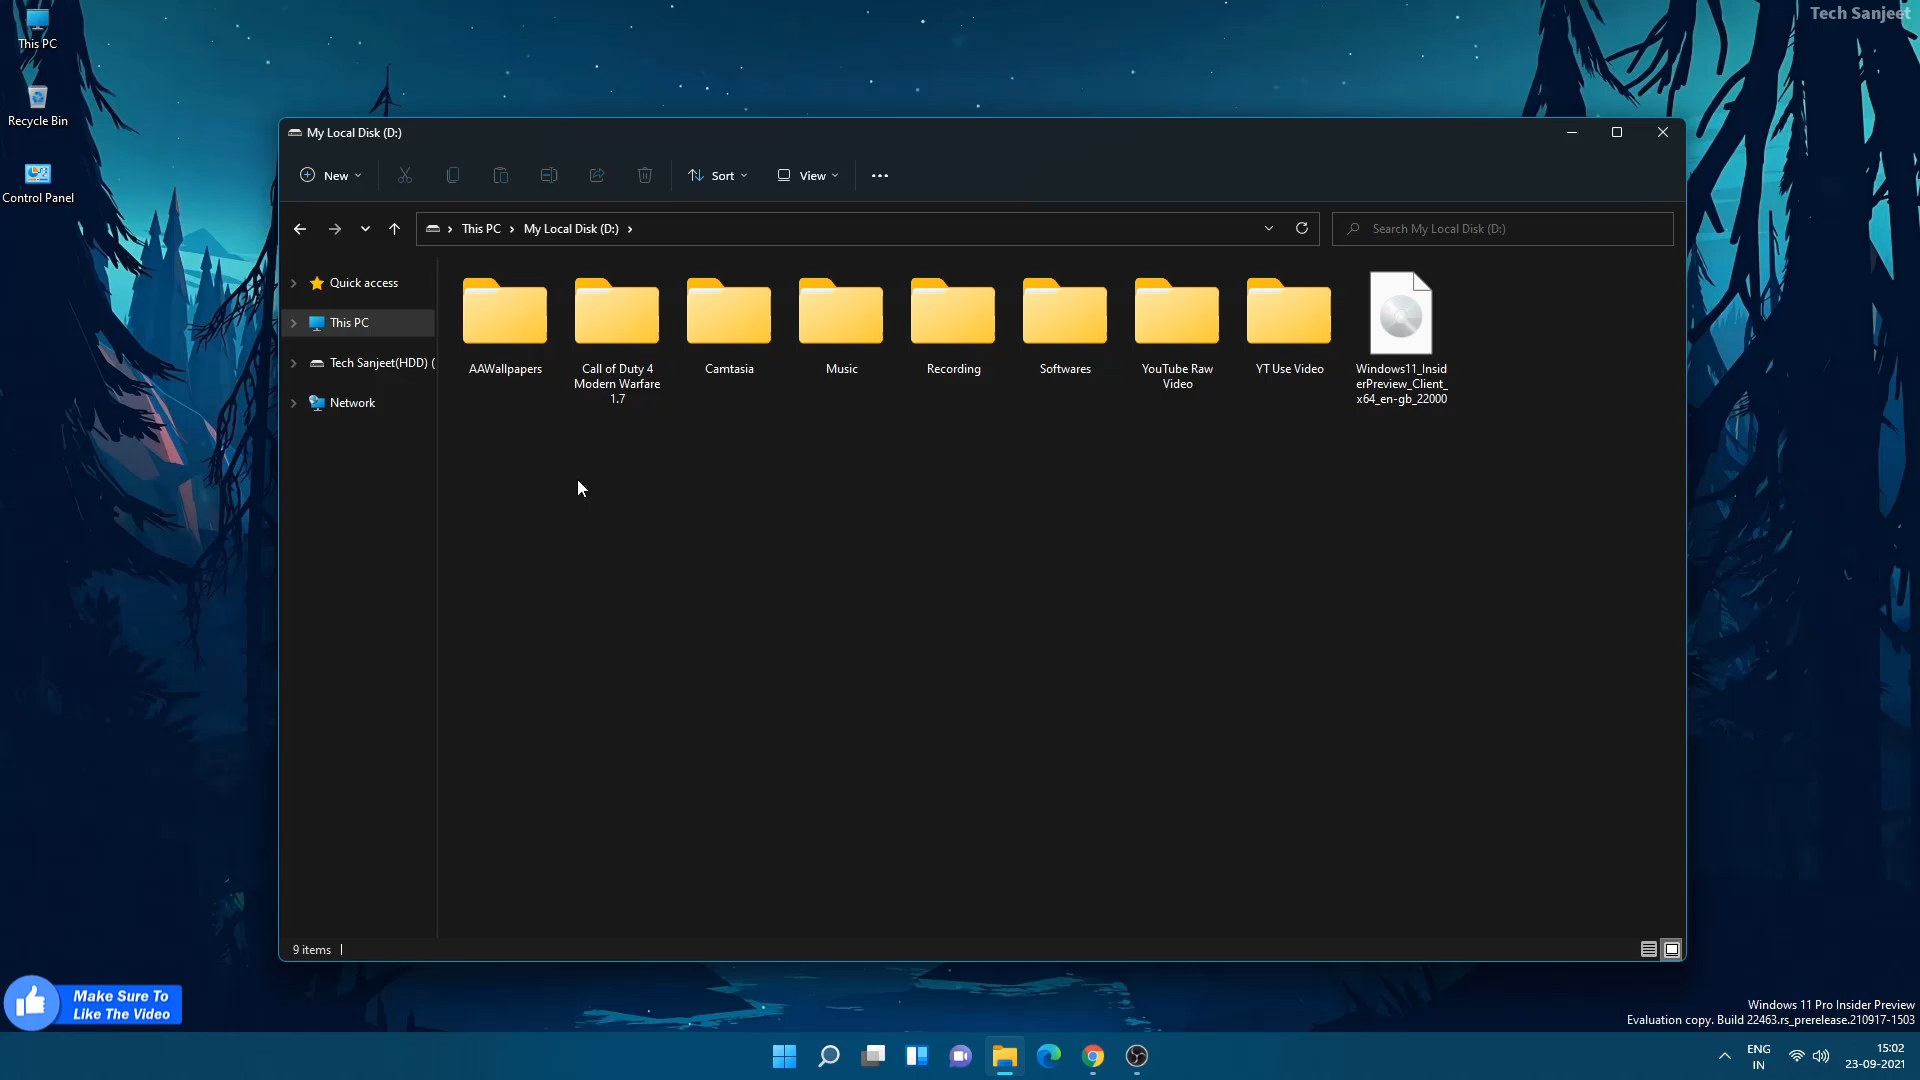 Tech Sanjeet
This PC
Recycle Bin
Control Panel
My Local Disk (D:)
New
Sort
View
This PC
My Local Disk (D:)
Search My Local Disk (D:)
Quick access
This PC
Tech Sanjeet(HDD) (
Network
AAWallpapers
Call of Duty 4
Modern Warfare
1.7
Camtasia
Music
Recording
Softwares
YouTube Raw
Video
YT Use Video
Windows11_Insid
erPreview_Client_
x64_en-gb_22000
9 items
Make Sure To
Like The Video
Windows 11 Pro Insider Preview
Evaluation copy. Build 22463.rs_prerelease.210917-1503
ENG
IN
15:02
23-09-2021